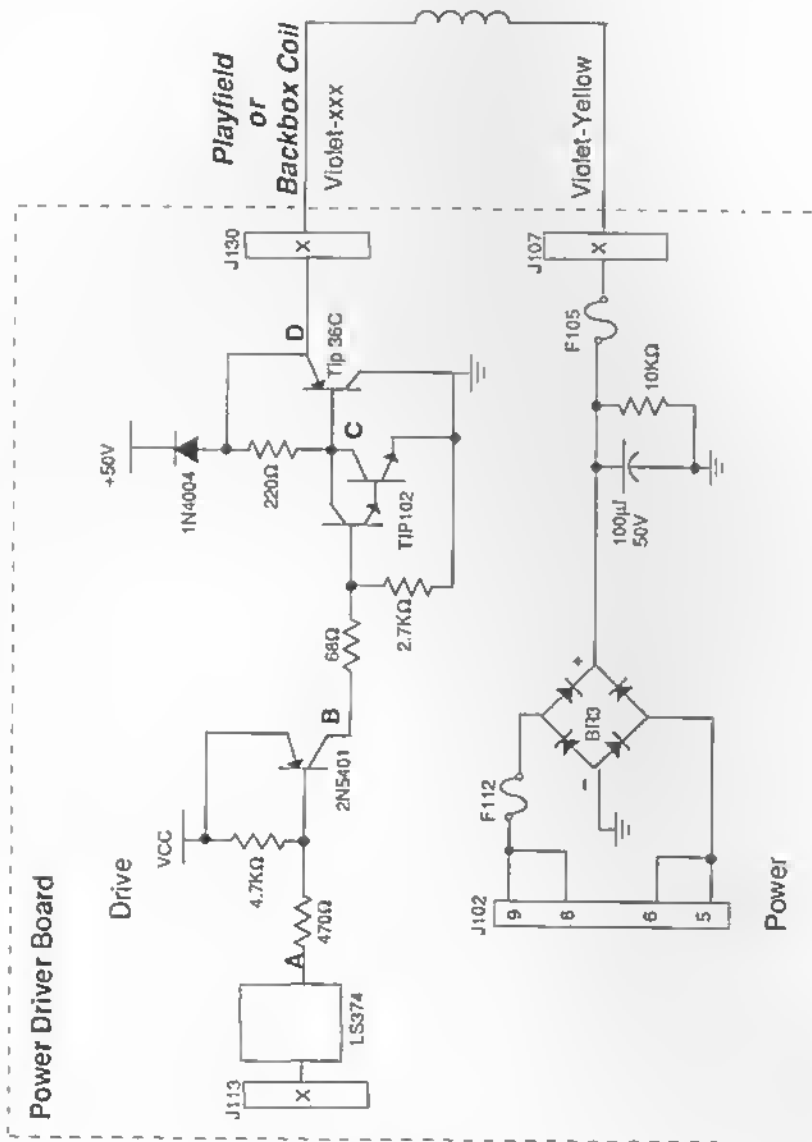 Power Driver Board
Drive
Playfield
or
Backbox Coil
Violet-xxx
Violet-Yellow
J113
X
LS374
A
470Ω
4.7KΩ
VCC
2N5401
B
68Ω
2.7KΩ
TIP102
C
220Ω
1N4004
+50V
Tip 36C
D
J130
X
Power
J102
9
8
6
5
F112
BR3
+
-
100µf
50V
10KΩ
F105
J107
X